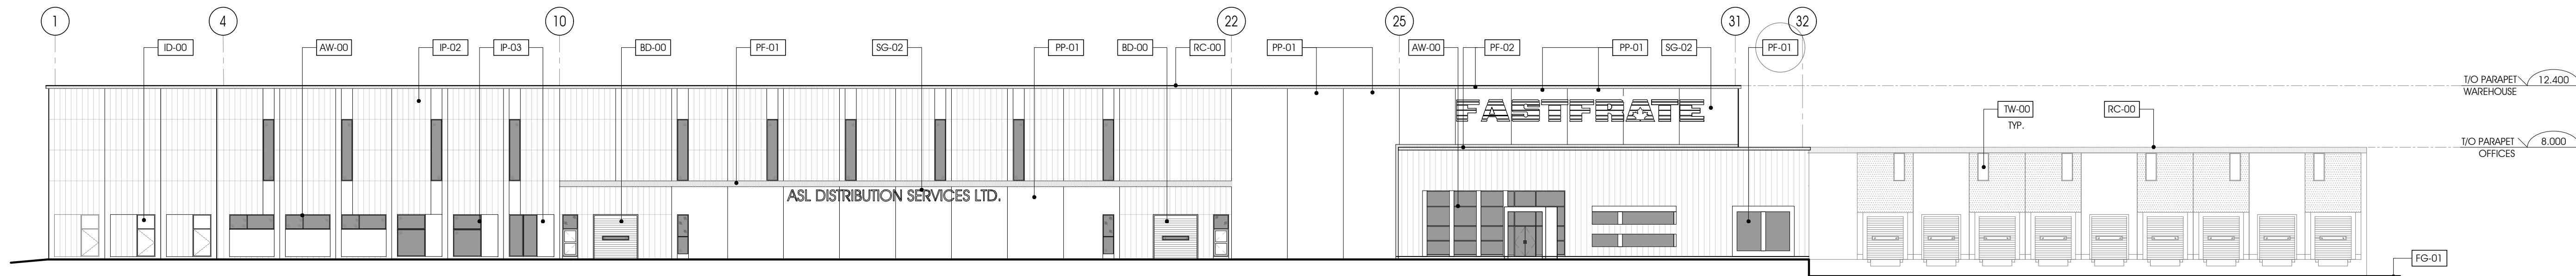 1 4 10 22 25 31 32
ID-00 AW-00 IP-02 IP-03 BD-00 PF-01 SG-02 PP-01 BD-00 RC-00 PP-01 AW-00 PF-02 PP-01 SG-02 PF-01
T/O PARAPET 12.400
WAREHOUSE
FASTFRATE
TW-00 RC-00
TYP.
T/O PARAPET 8.000
OFFICES
ASL DISTRIBUTION SERVICES LTD.
FG-01